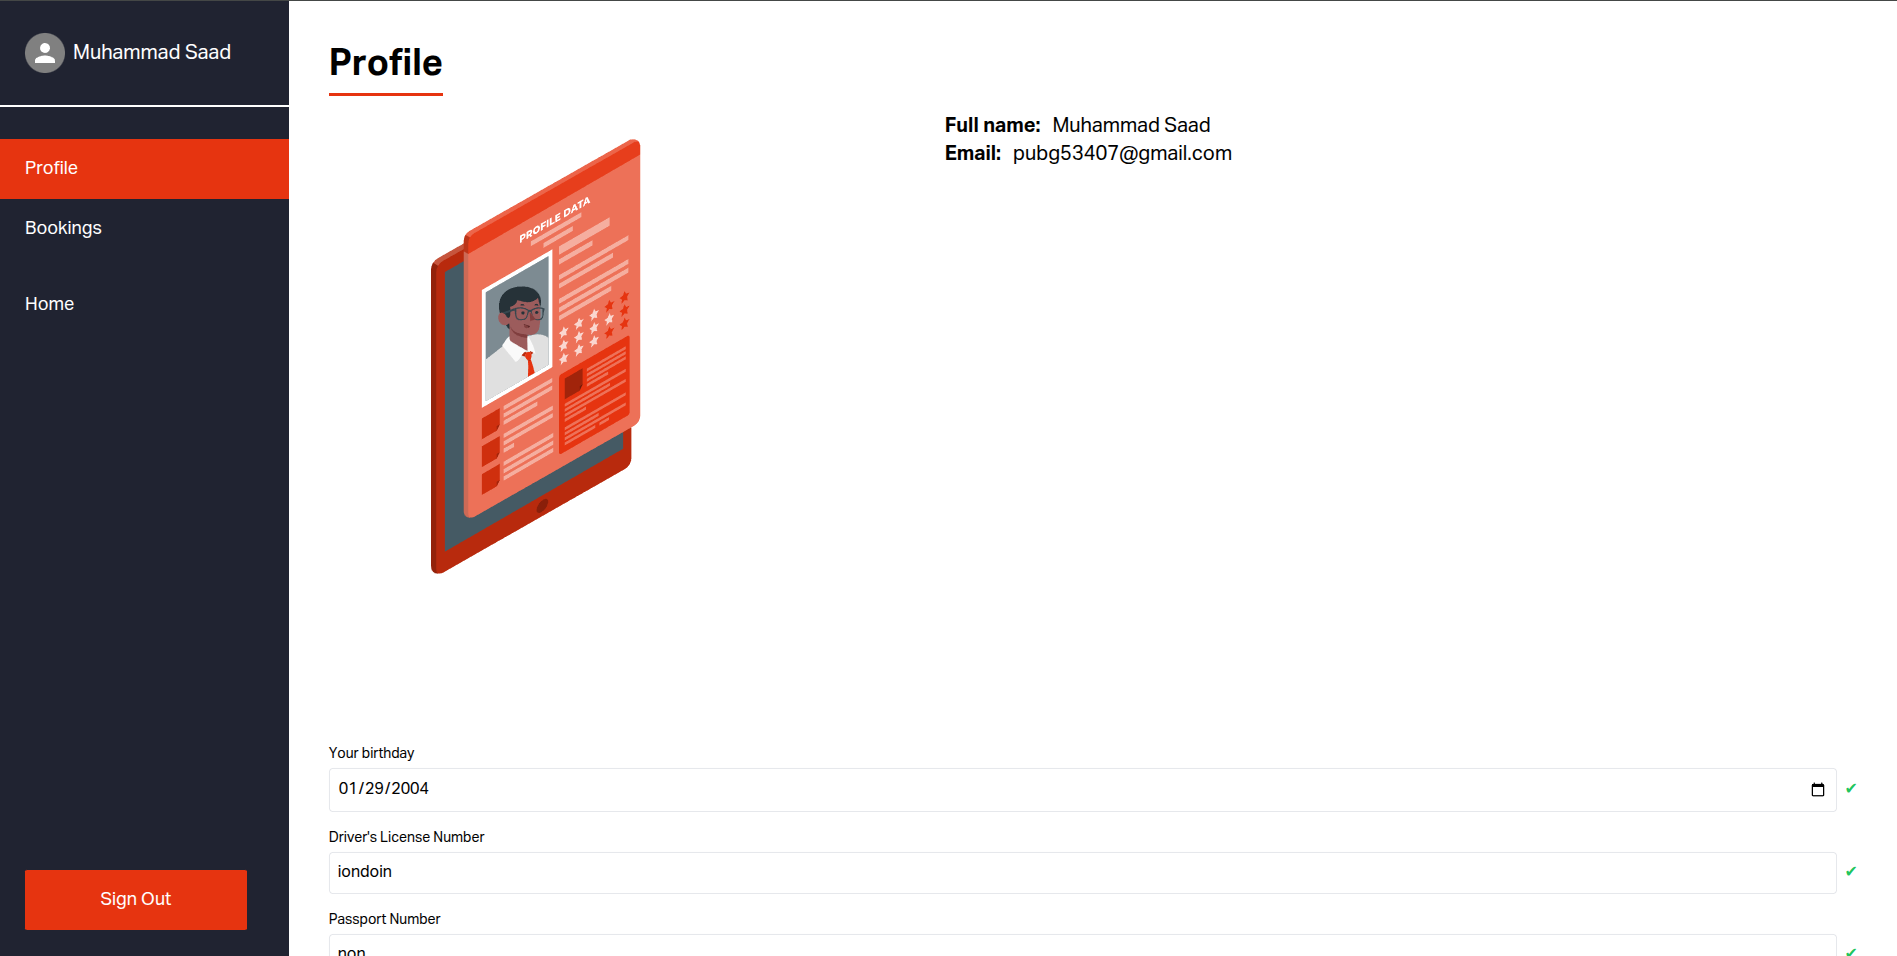 Muhammad Saad
Profile
Bookings
Home
Sign Out
Profile
PROFILE DATA
Full name: Muhammad Saad
Email: pubg53407@gmail.com
Your birthday
01/29/2004
Driver's License Number
iondoin
Passport Number
non